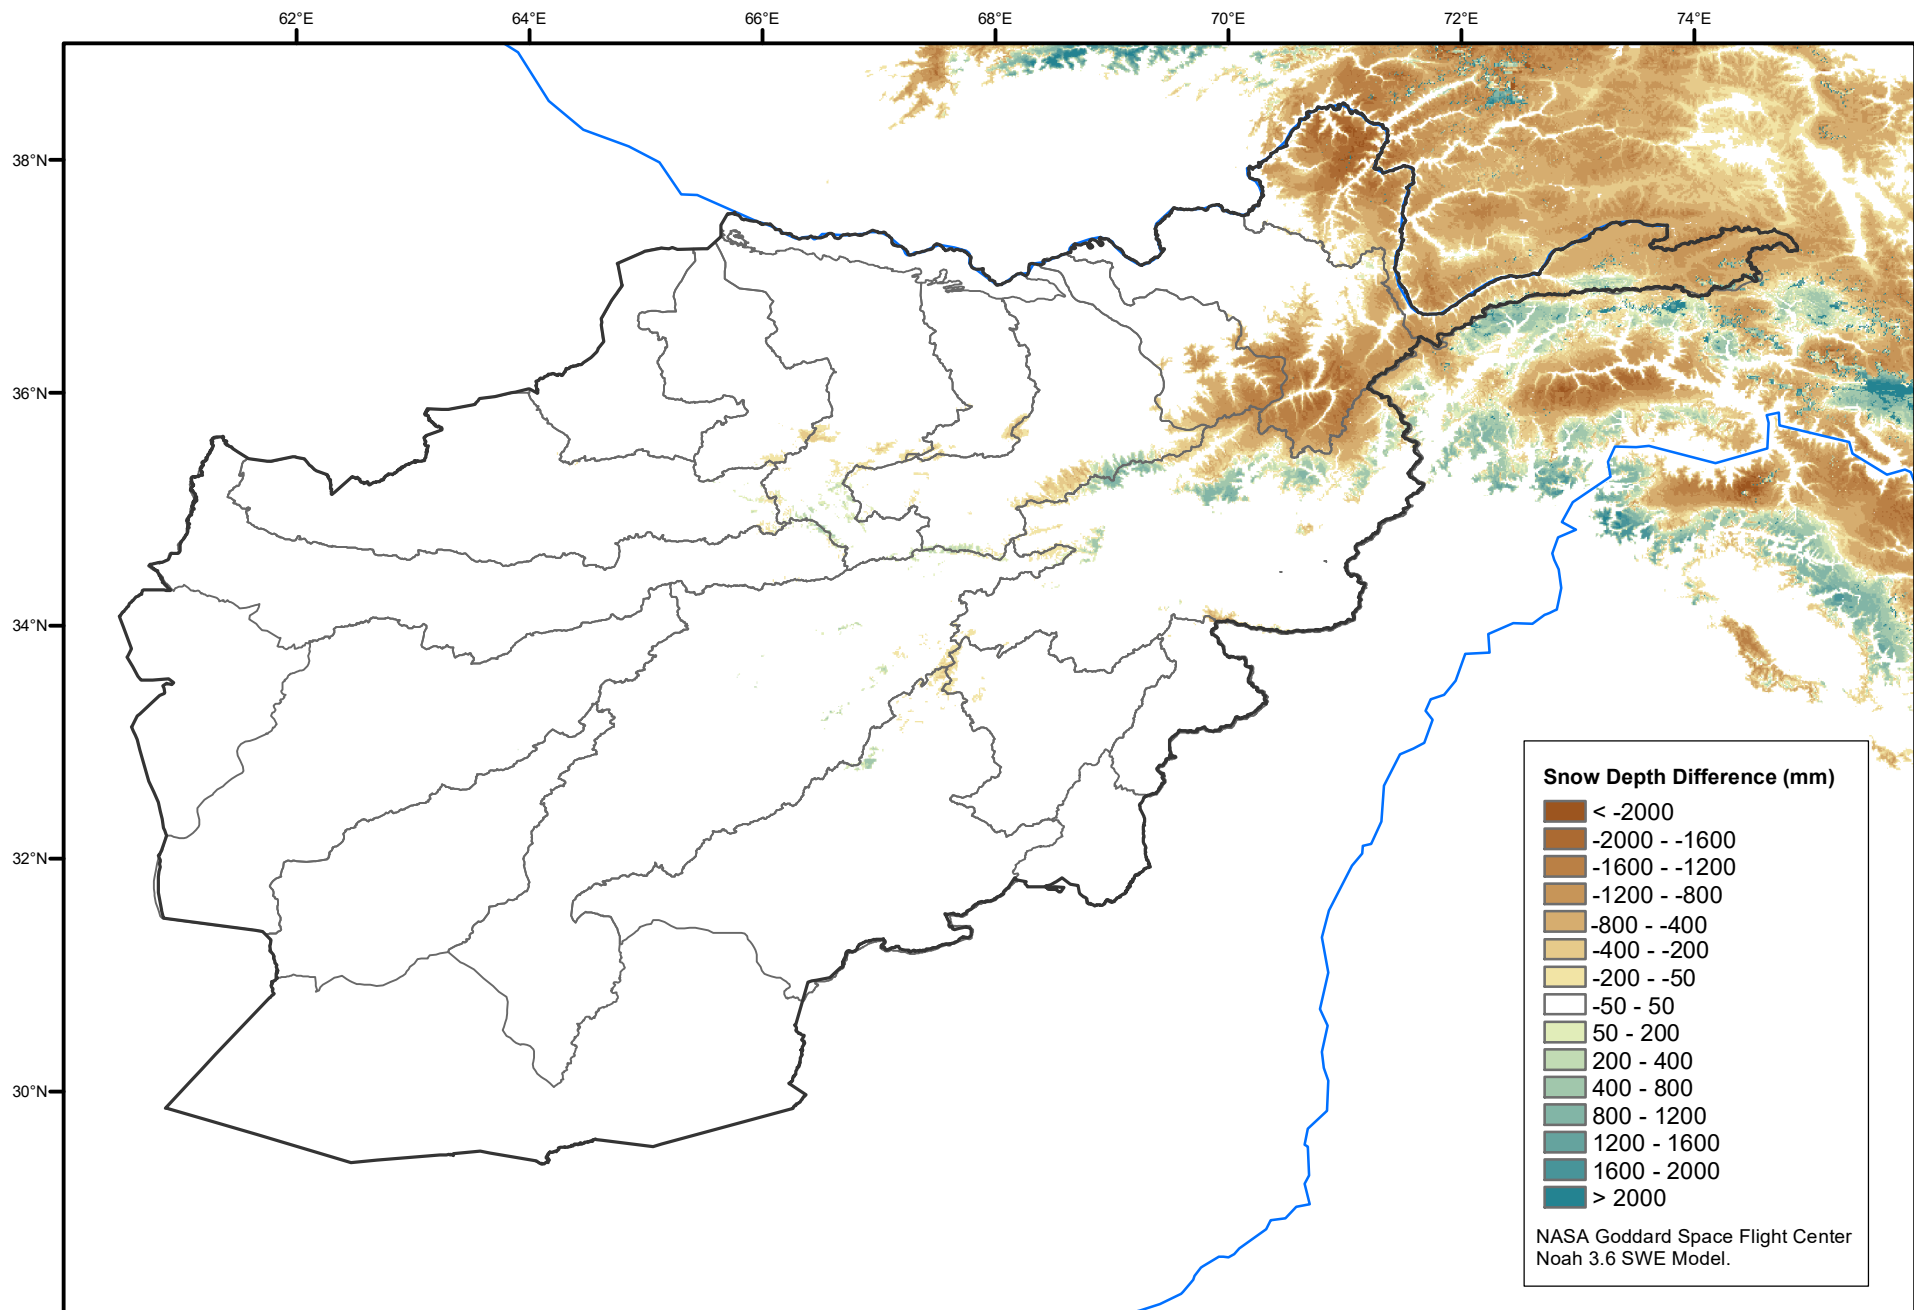 62°E 64°E 66°E 68°E 70°E 72°E 74°E
38°N
36°N
34°N
32°N
30°N
Snow Depth Difference (mm)
< -2000
-2000 - -1600
-1600 - -1200
-1200 - -800
-800 - -400
-400 - -200
-200 - -50
-50 - 50
50 - 200
200 - 400
400 - 800
800 - 1200
1200 - 1600
1600 - 2000
> 2000
NASA Goddard Space Flight Center
Noah 3.6 SWE Model.